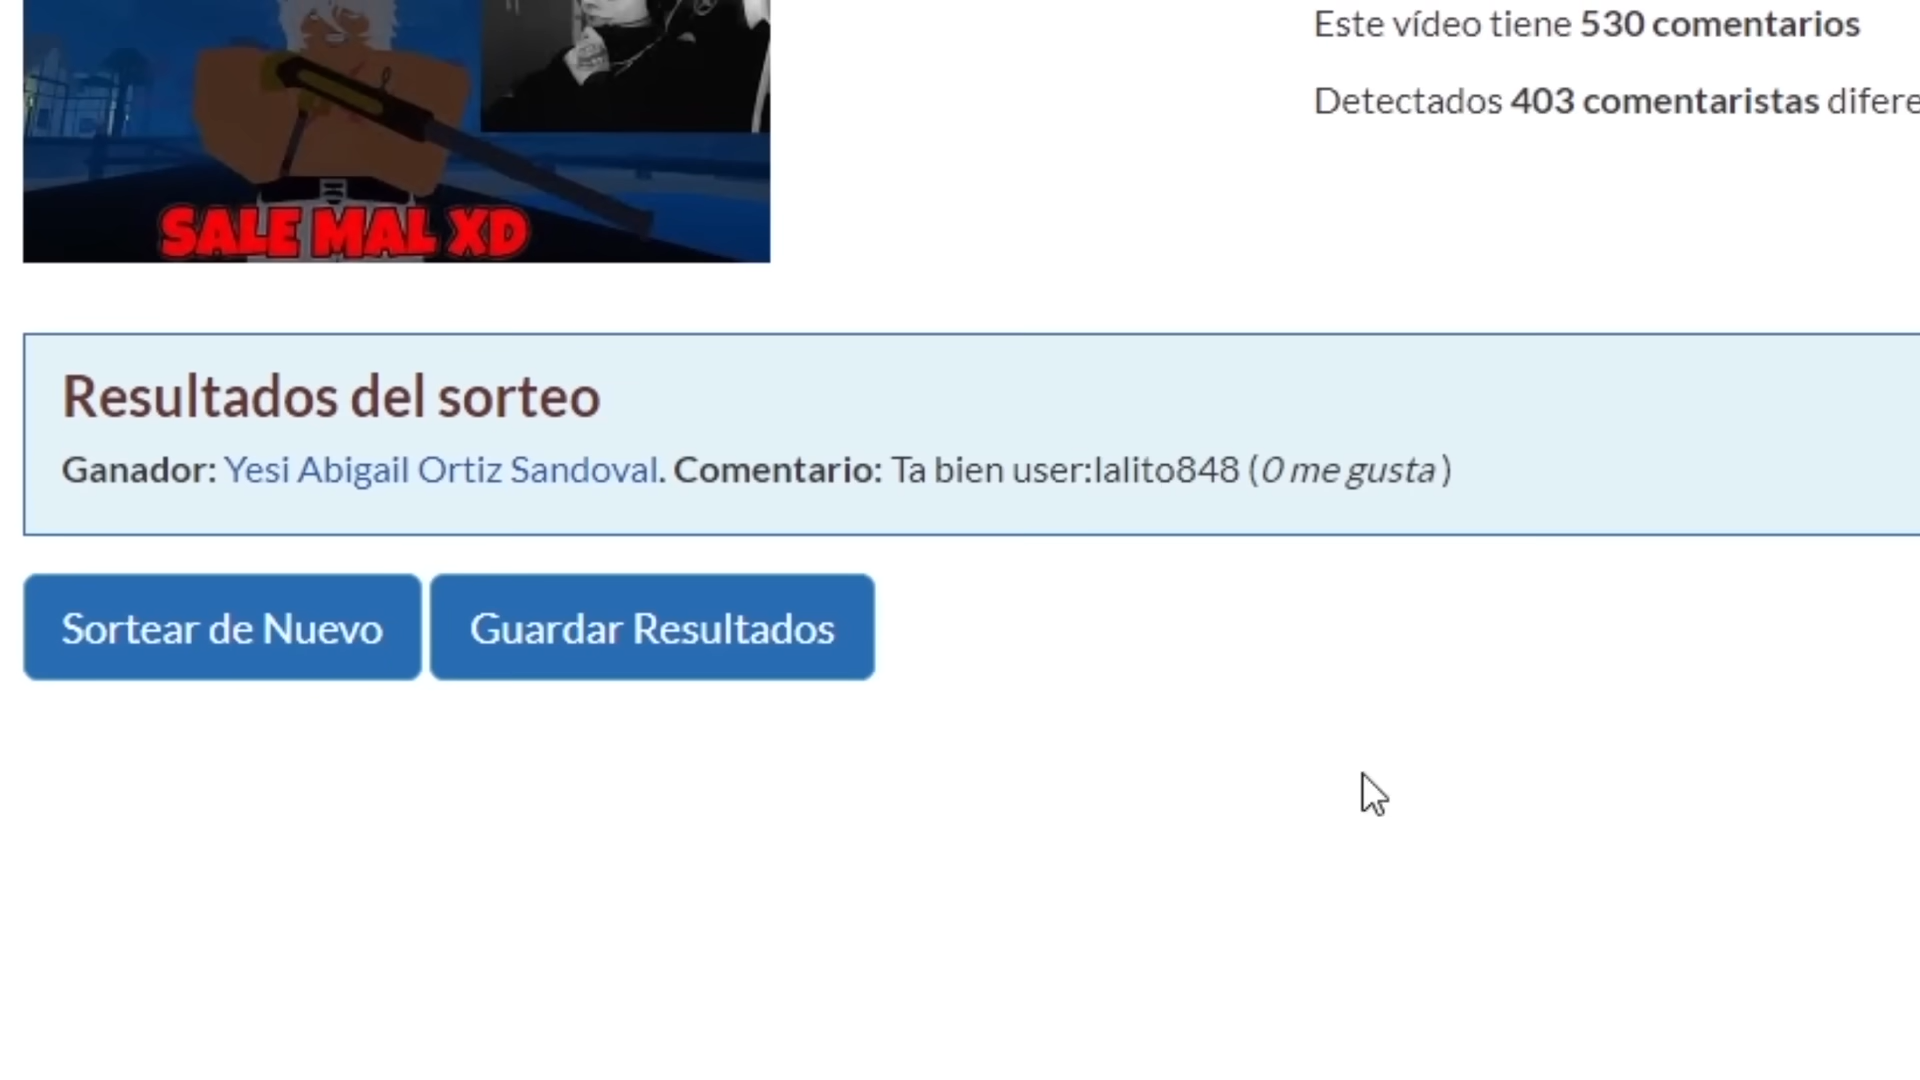 Este vídeo tiene 530 comentarios
Detectados 403 comentaristas difere
SALE MAL XD
Resultados del sorteo
Ganador: Yesi Abigail Ortiz Sandoval. Comentario: Ta bien user:lalito848 (0 me gusta )
Sortear de Nuevo
Guardar Resultados